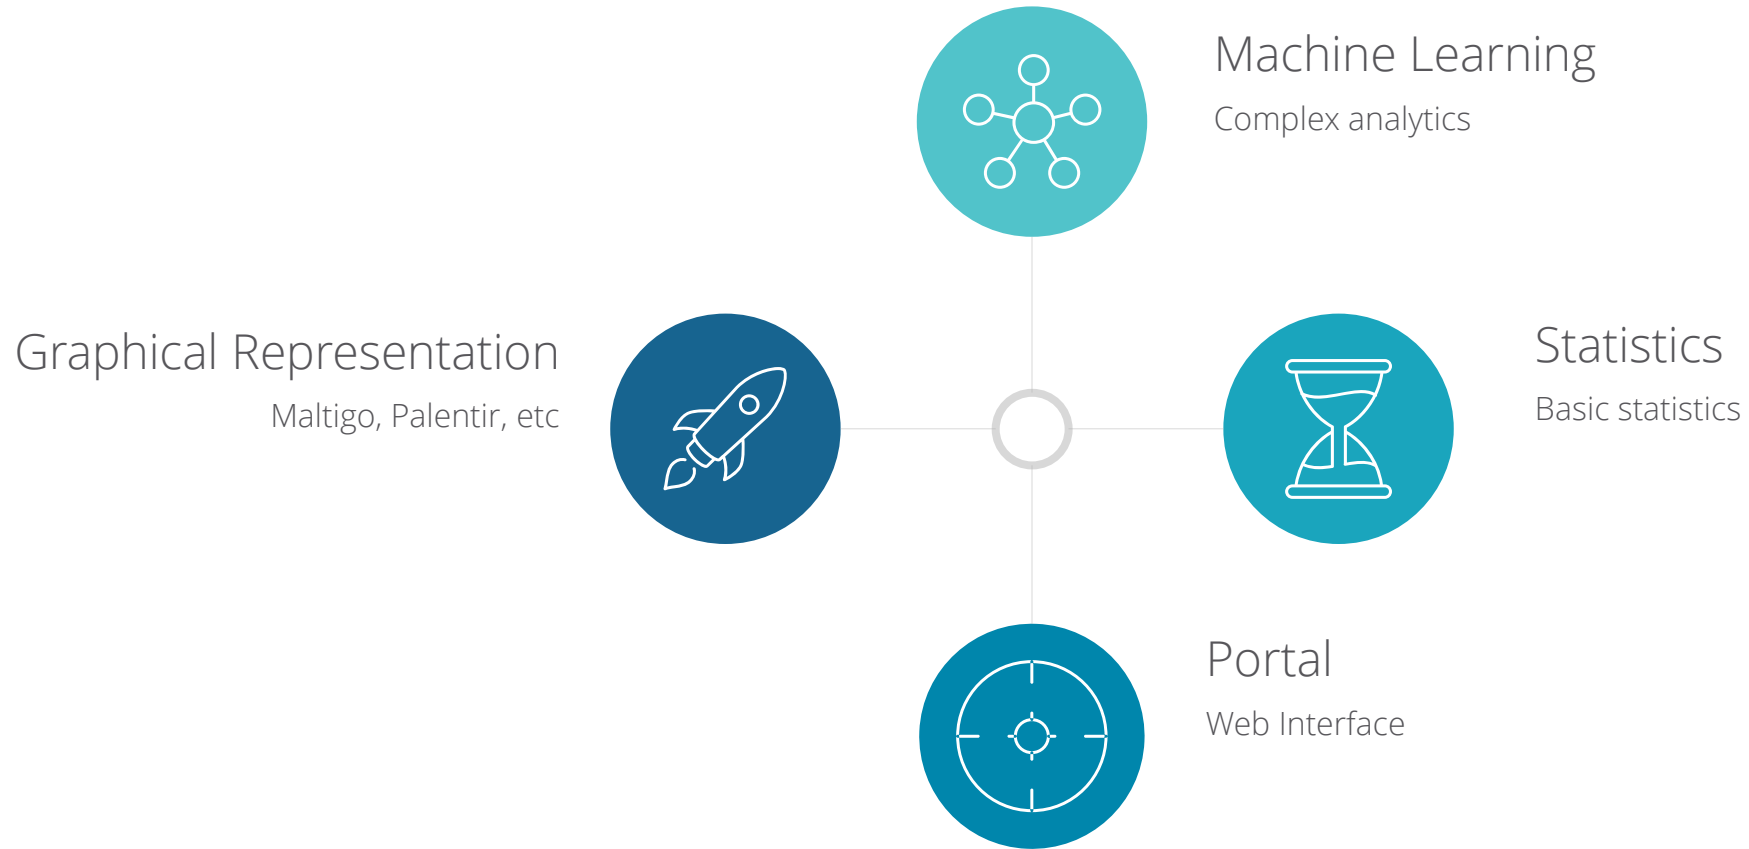 Machine Learning
Complex analytics
Graphical Representation
Maltigo, Palentir, etc
Statistics
Basic statistics
Portal
Web Interface